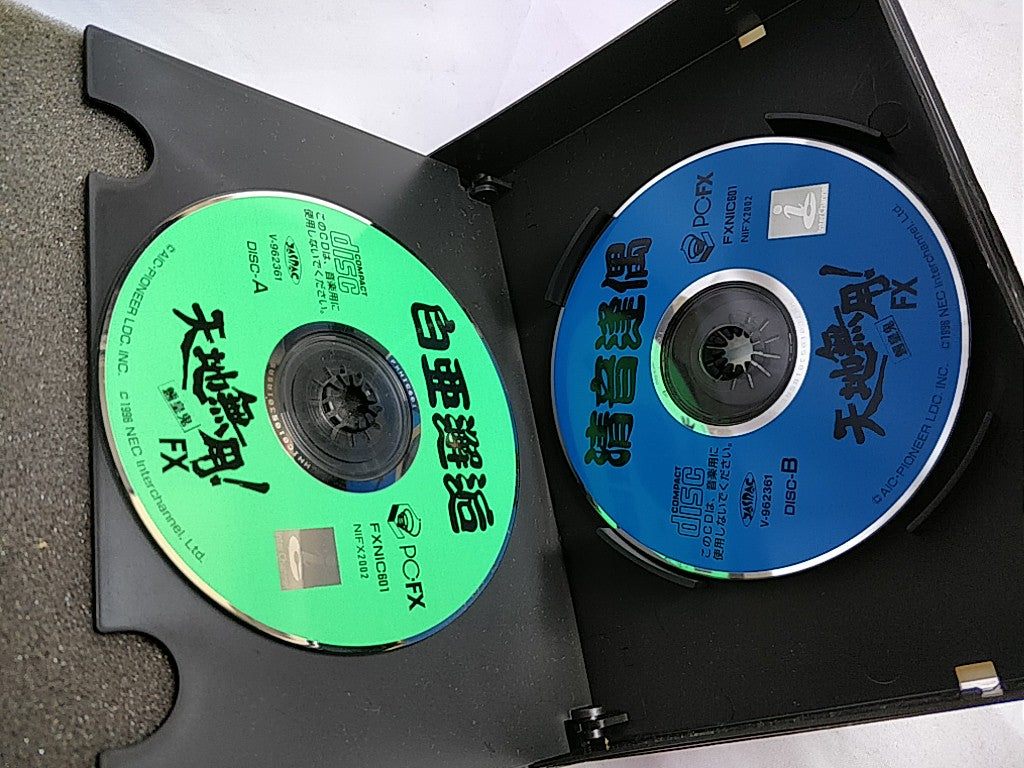 白亜邂逅
PC-FX
FXNIC601
NIFX2002
COMPACT
disc
このCDは、音楽用に
使用しないでください。
V-962361
DISC-A
天地無用!
魎皇鬼
FX
©AIC・PIONEER LDC, INC. © 1996 NEC Interchannel, Ltd.
清音達偶
PC-FX
FXNIC601
NIFX2002
InterChannel
COMPACT
disc
このCDは、音楽用に
使用しないでください。
V-962361
DISC-B
天地無用!
魎皇鬼
FX
©AIC・PIONEER LDC, INC. © 1996 NEC Interchannel, Ltd.